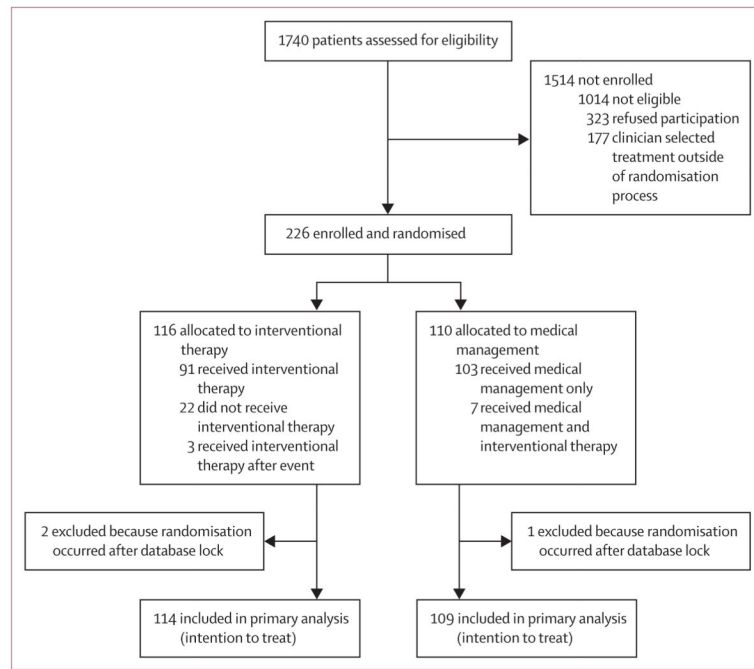 1740 patients assessed for eligibility
1514 not enrolled
1014 not eligible
323 refused participation
177 clinician selected
treatment outside
of randomisation
process
226 enrolled and randomised
116 allocated to interventional
therapy
91 received interventional
therapy
22 did not receive
interventional therapy
3 received interventional
therapy after event
110 allocated to medical
management
103 received medical
management only
7 received medical
management and
interventional therapy
2 excluded because randomisation
occurred after database lock
1 excluded because randomisation
occurred after database lock
114 included in primary analysis
(intention to treat)
109 included in primary analysis
(intention to treat)